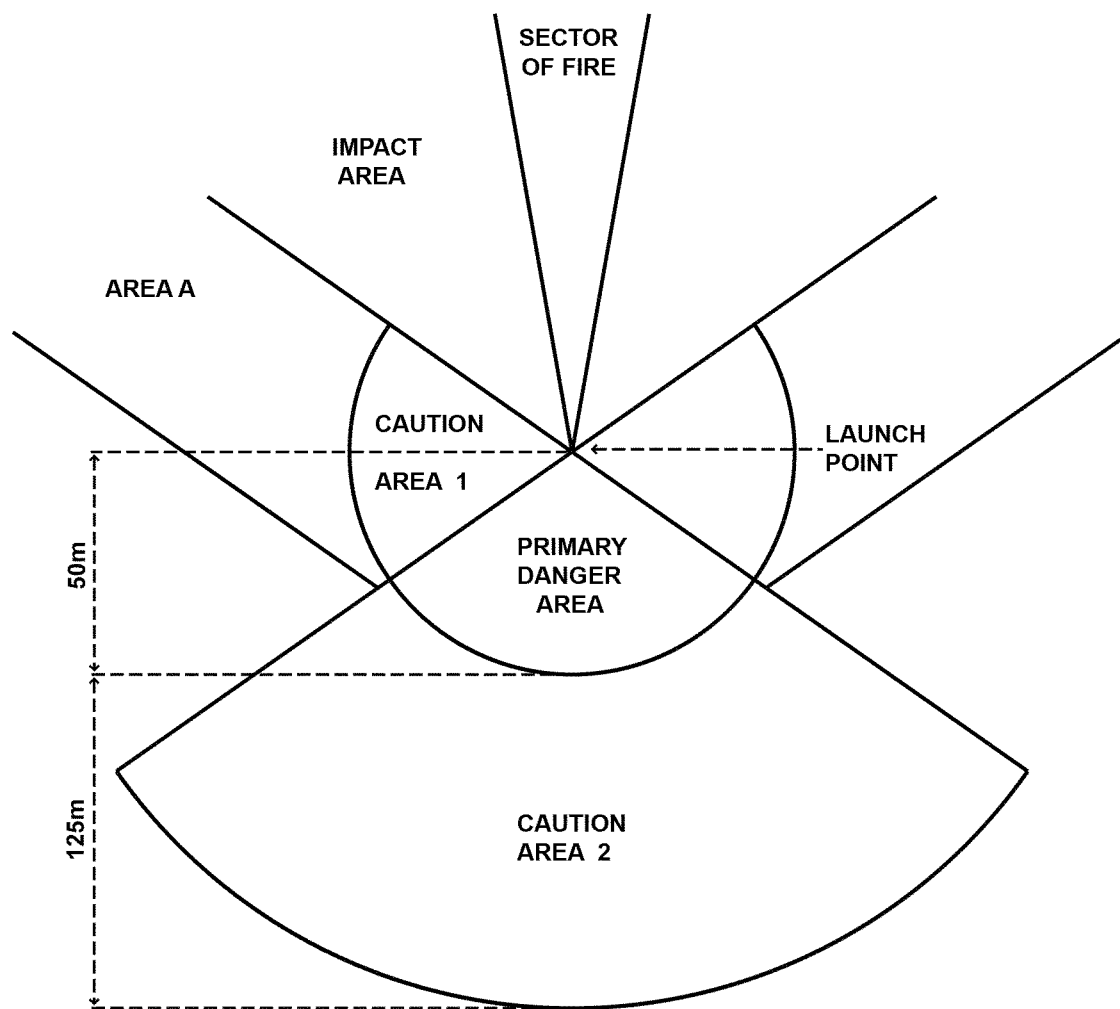 SECTOR
OF FIRE
IMPACT
AREA
AREA A
CAUTION
AREA 1
LAUNCH
POINT
PRIMARY
DANGER
AREA
50m
125m
CAUTION
AREA 2